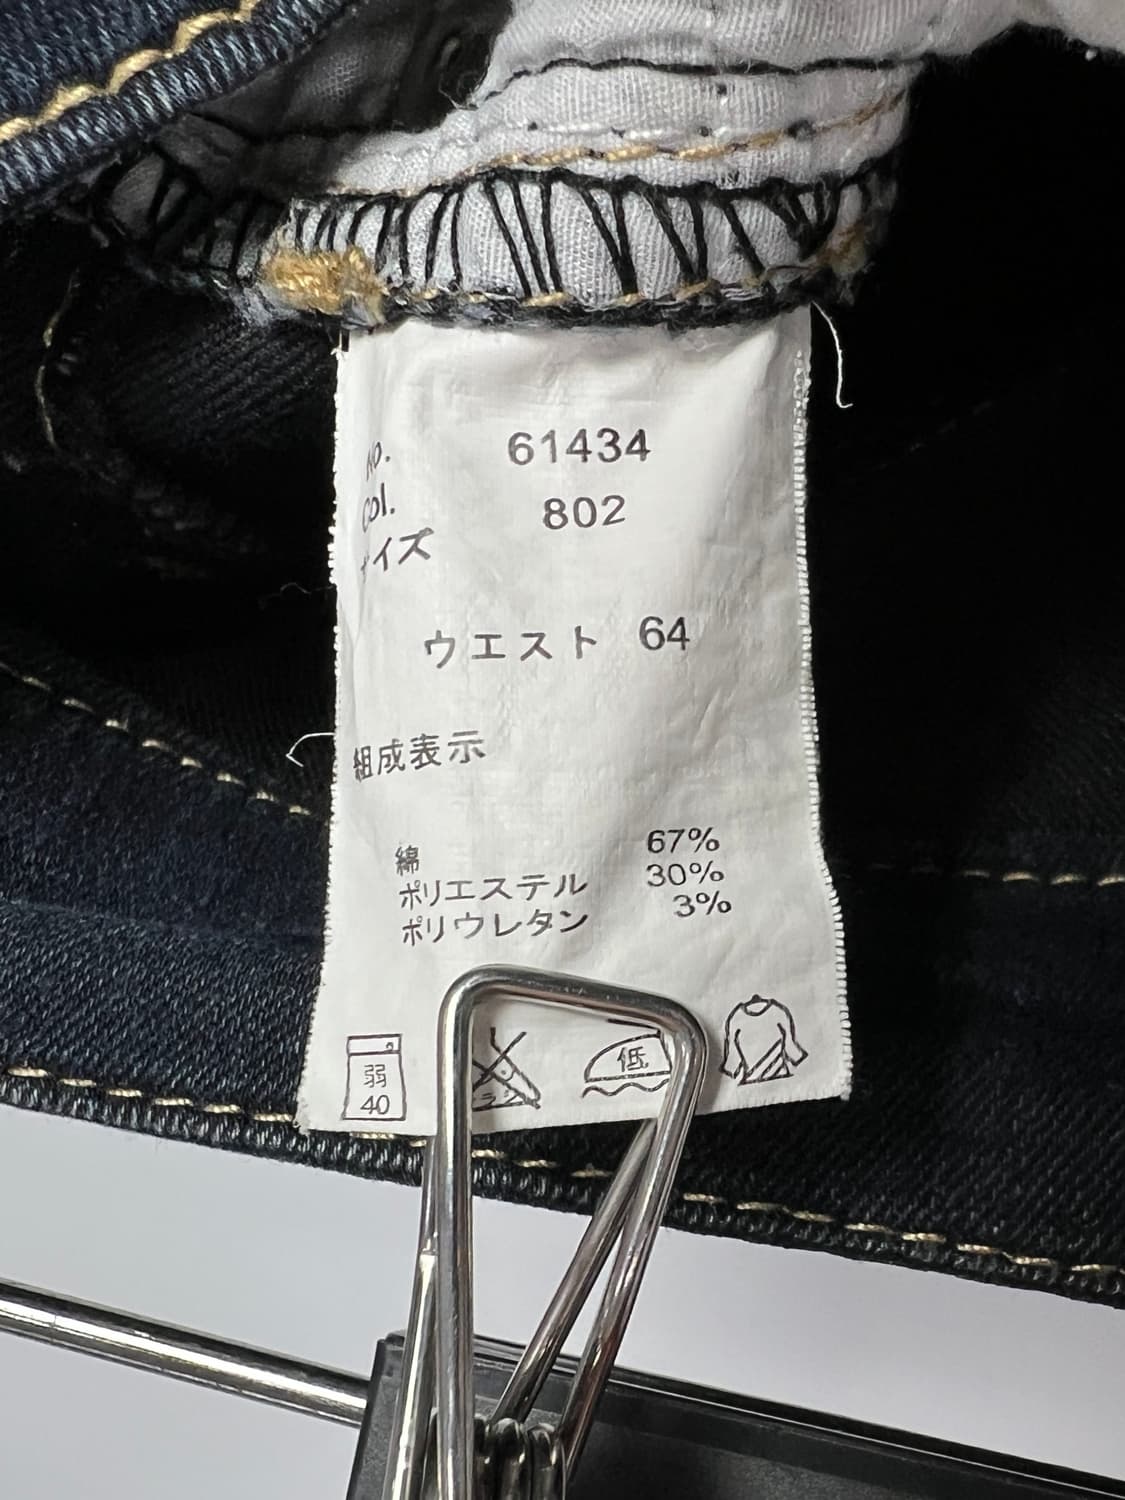 No. 61434
Col. 802
サイズ
ウエスト 64
組成表示
綿 67%
ポリエステル 30%
ポリウレタン 3%
弱 低
40